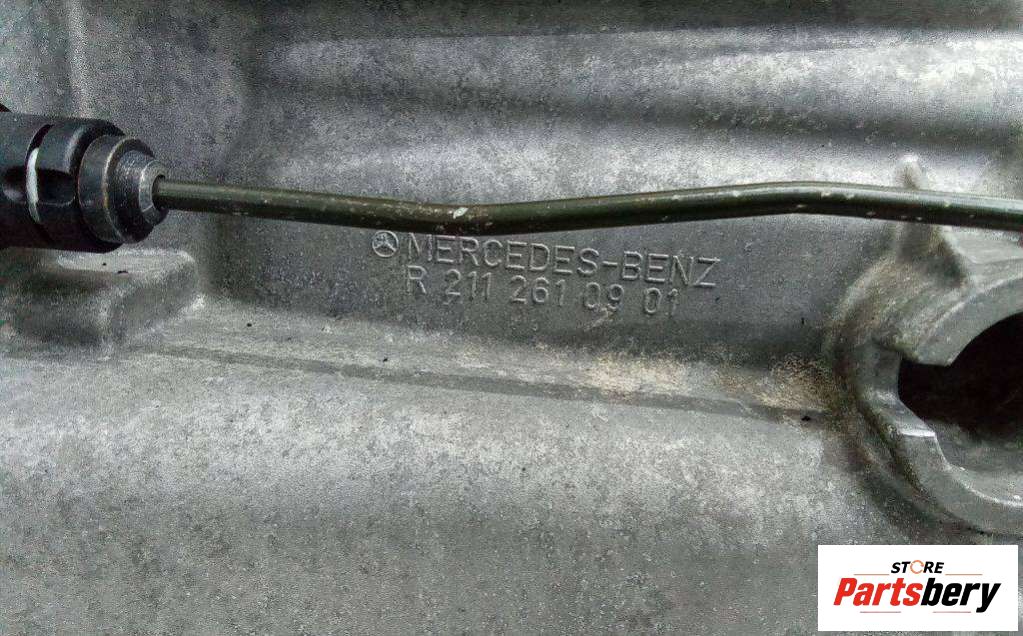 MERCEDES-BENZ
R 211 261 09 01
STORE
Partsbery